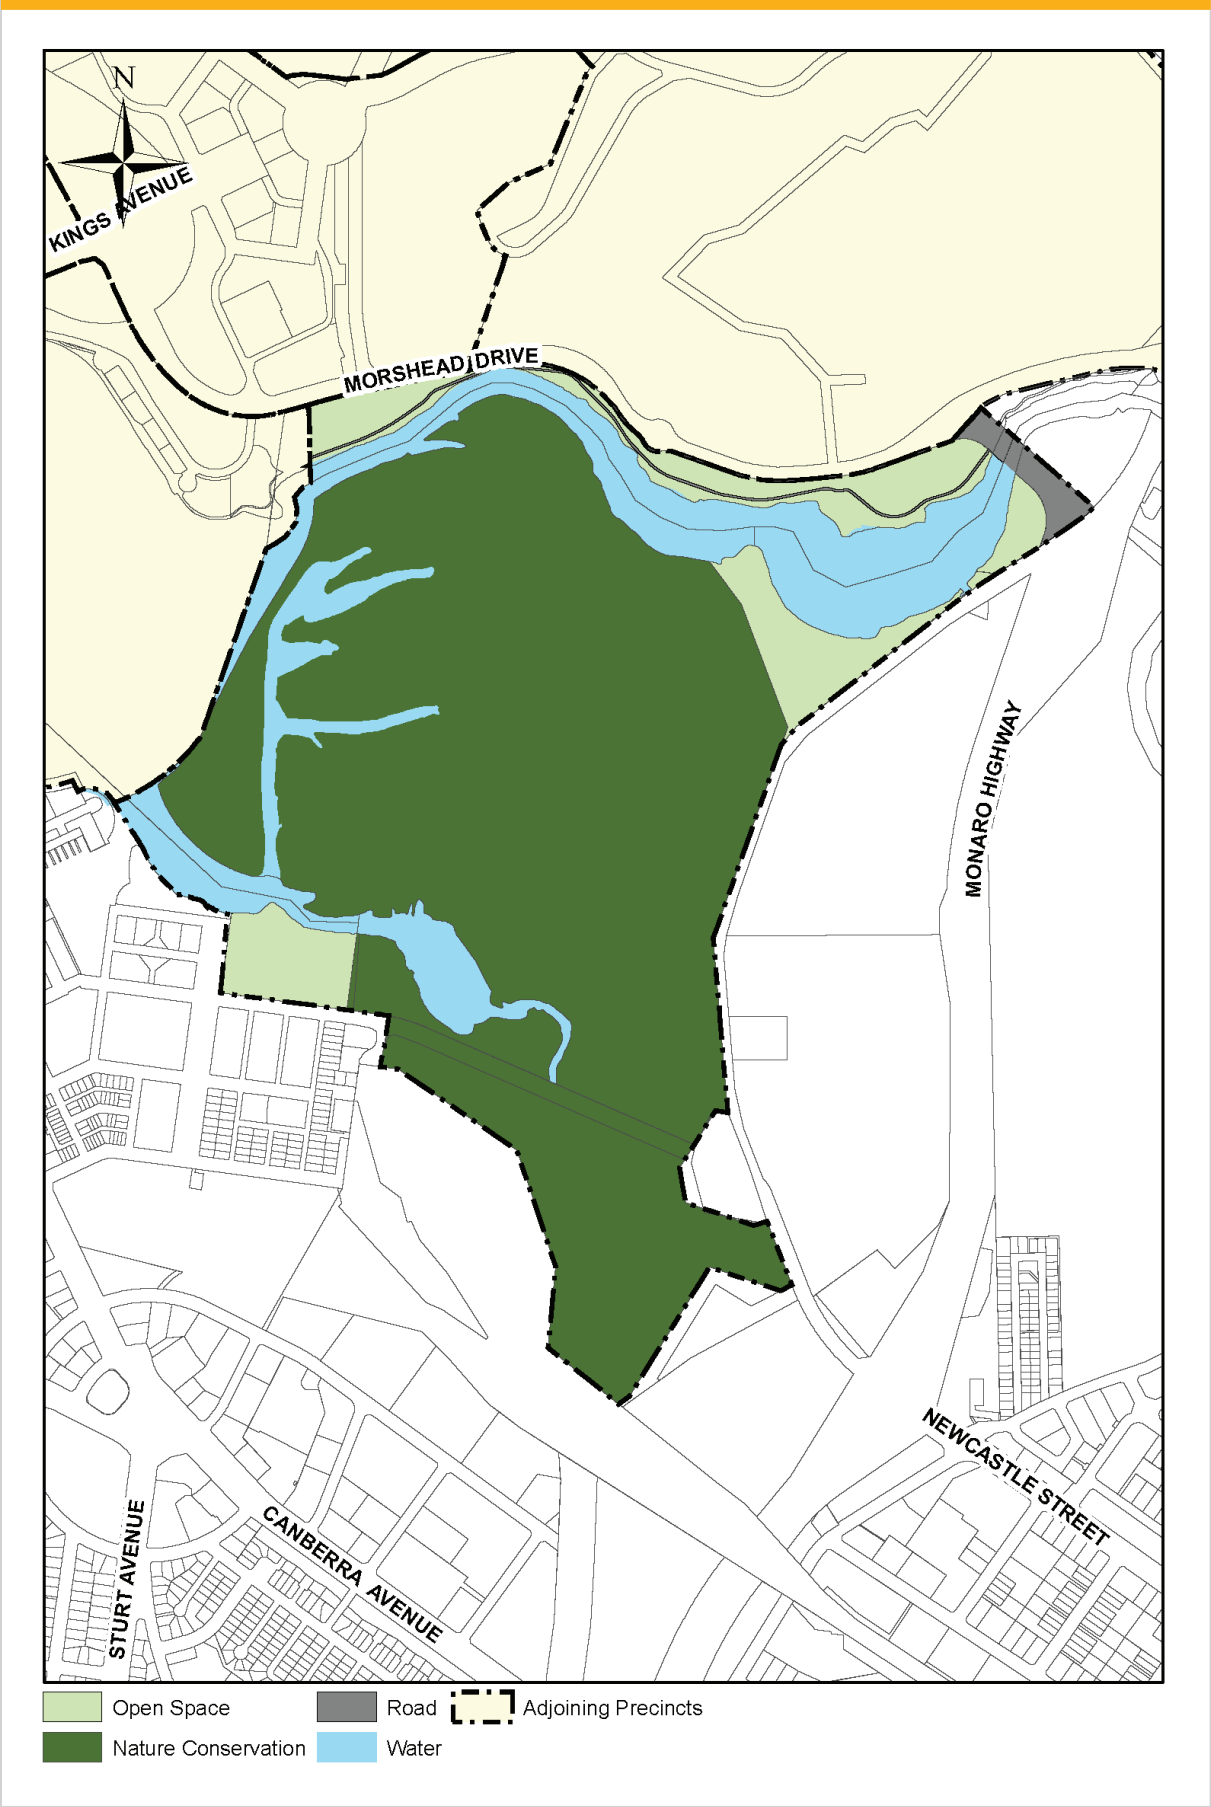 N
KINGS AVENUE
MORSHEAD DRIVE
MONARO HIGHWAY
NEWCASTLE STREET
CANBERRA AVENUE
STURT AVENUE
Open Space
Road
Adjoining Precincts
Nature Conservation
Water